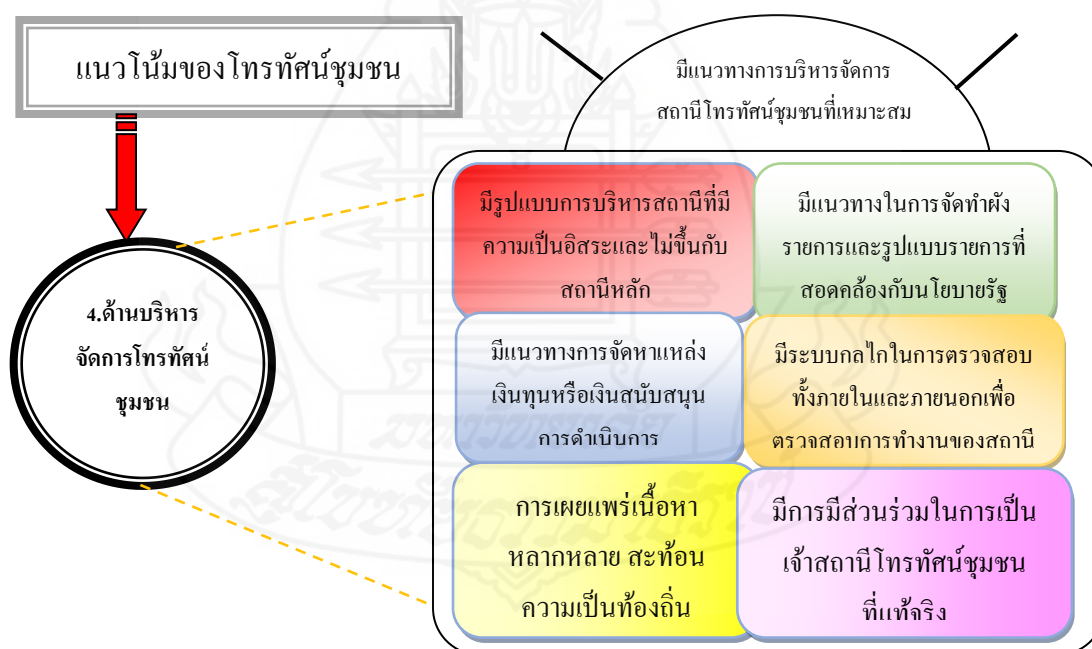 แนวโน้มของโทรทัศน์ชุมชน
มีแนวทางการบริหารจัดการ
สถานีโทรทัศน์ชุมชนที่เหมาะสม
4.ด้านบริหาร
จัดการโทรทัศน์
ชุมชน
มีรูปแบบการบริหารสถานีที่มี
ความเป็นอิสระและไม่ขึ้นกับ
สถานีหลัก
มีแนวทางในการจัดทำผัง
รายการและรูปแบบรายการที่
สอดคล้องกับนโยบายรัฐ
มีแนวทางการจัดหาแหล่ง
เงินทุนหรือเงินสนับสนุน
การดำเบิบการ
มีระบบกลไกในการตรวจสอบ
ทั้งภายในและภายนอกเพื่อ
ตรวจสอบการทำงานของสถานี
การเผยแพร่เนื้อหา
หลากหลาย สะท้อน
ความเป็นท้องถิ่น
มีการมีส่วนร่วมในการเป็น
เจ้าสถานีโทรทัศน์ชุมชน
ที่แท้จริง